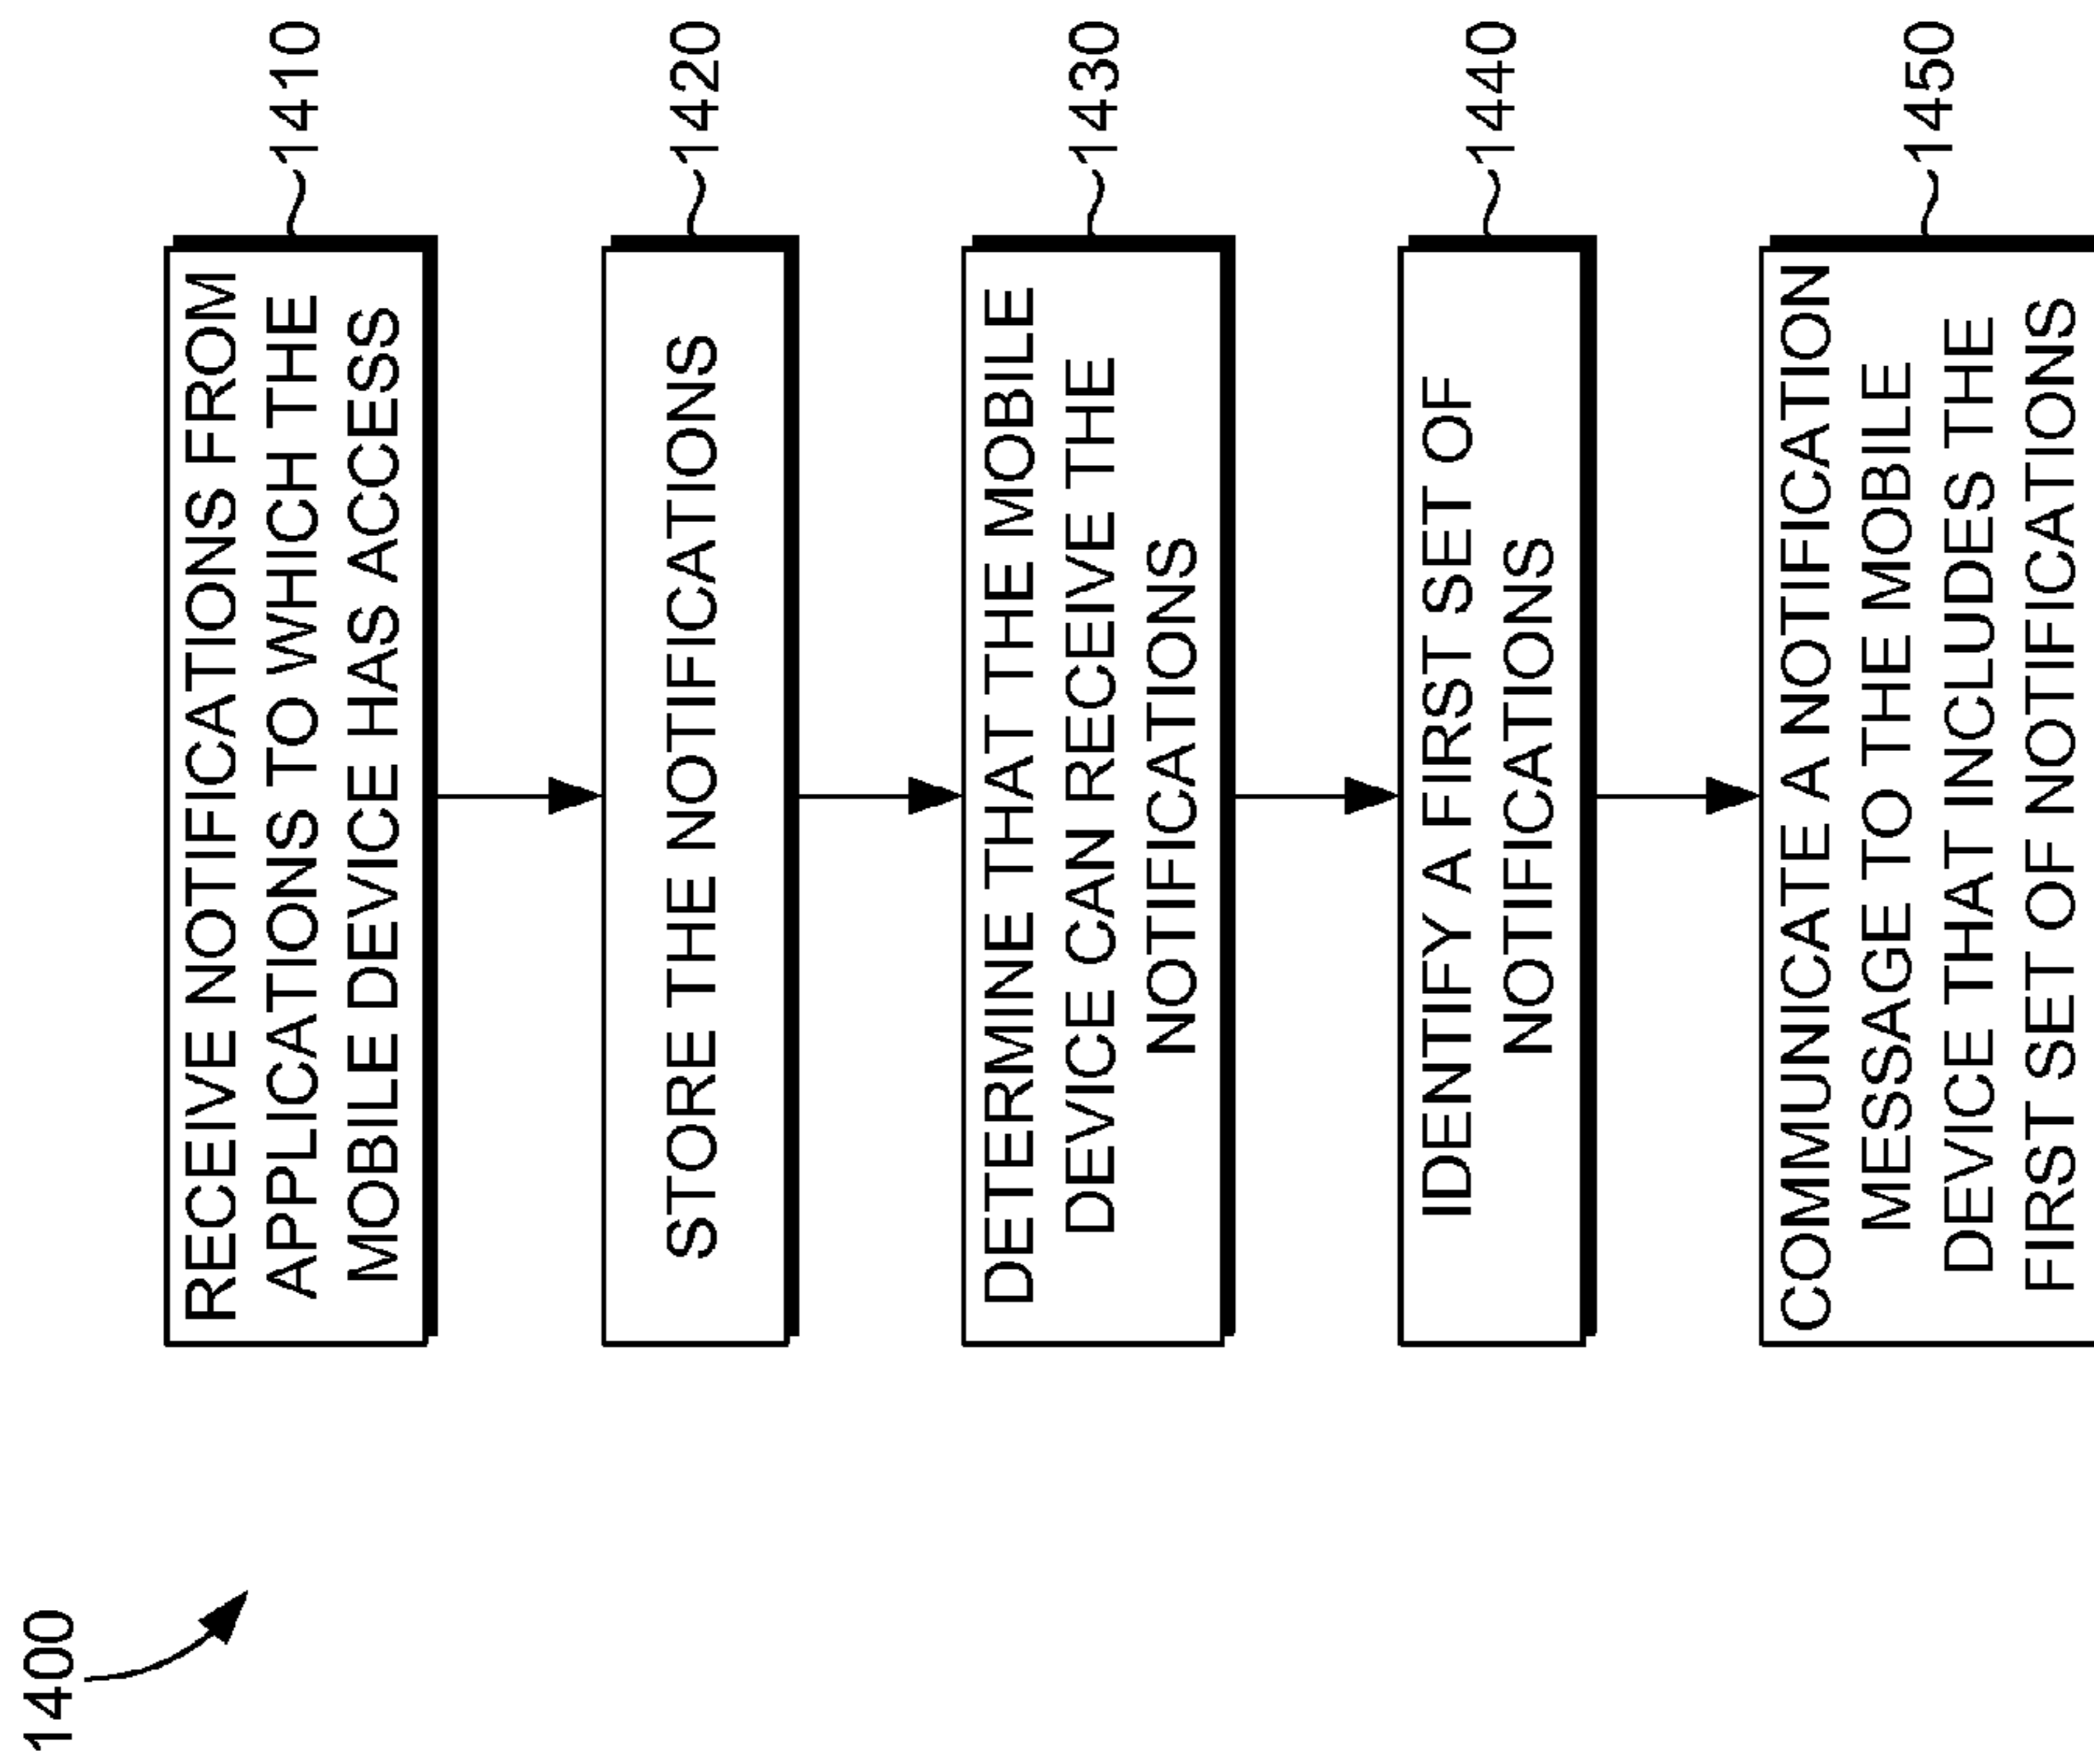 1400
RECEIVE NOTIFICATIONS FROM
APPLICATIONS TO WHICH THE
MOBILE DEVICE HAS ACCESS
1410
STORE THE NOTIFICATIONS
1420
DETERMINE THAT THE MOBILE
DEVICE CAN RECEIVE THE
NOTIFICATIONS
1430
IDENTIFY A FIRST SET OF
NOTIFICATIONS
1440
COMMUNICATE A NOTIFICATION
MESSAGE TO THE MOBILE
DEVICE THAT INCLUDES THE
FIRST SET OF NOTIFICATIONS
1450